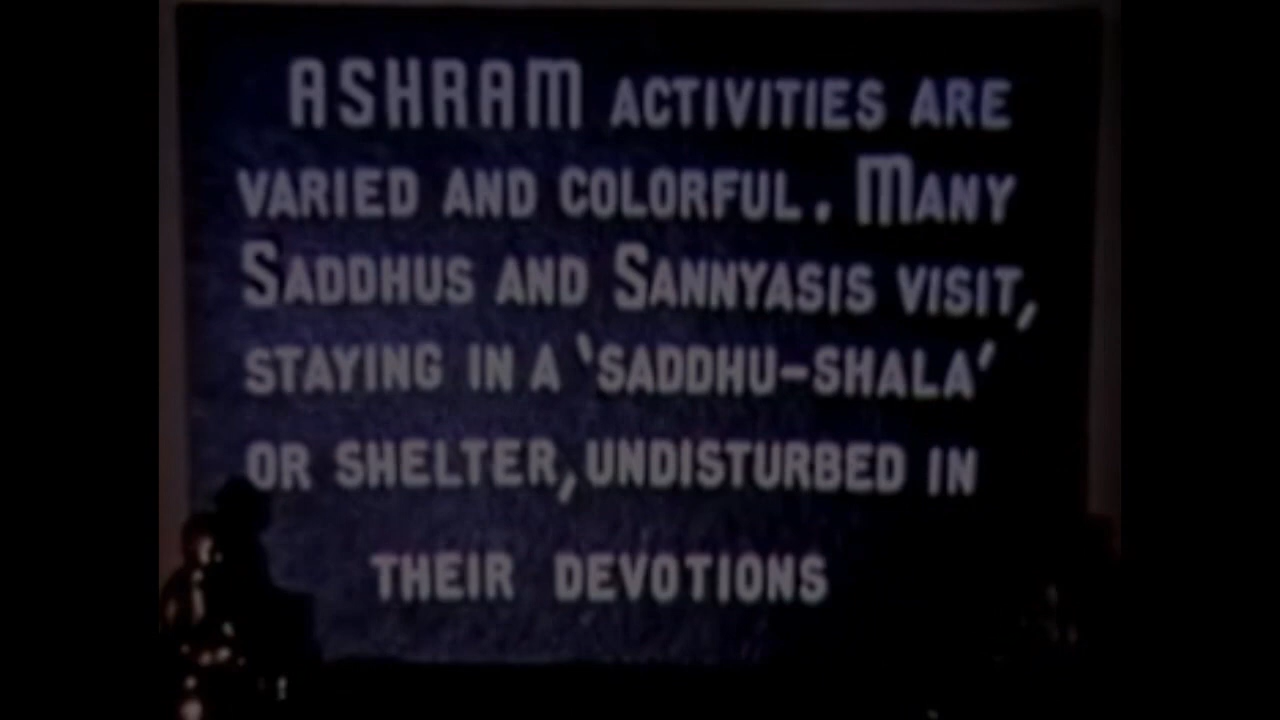 ASHRAM ACTIVITIES ARE
VARIED AND COLORFUL. MANY
SADDHUS AND SANNYASIS VISIT,
STAYING IN A 'SADDHU-SHALA'
OR SHELTER, UNDISTURBED IN
THEIR DEVOTIONS